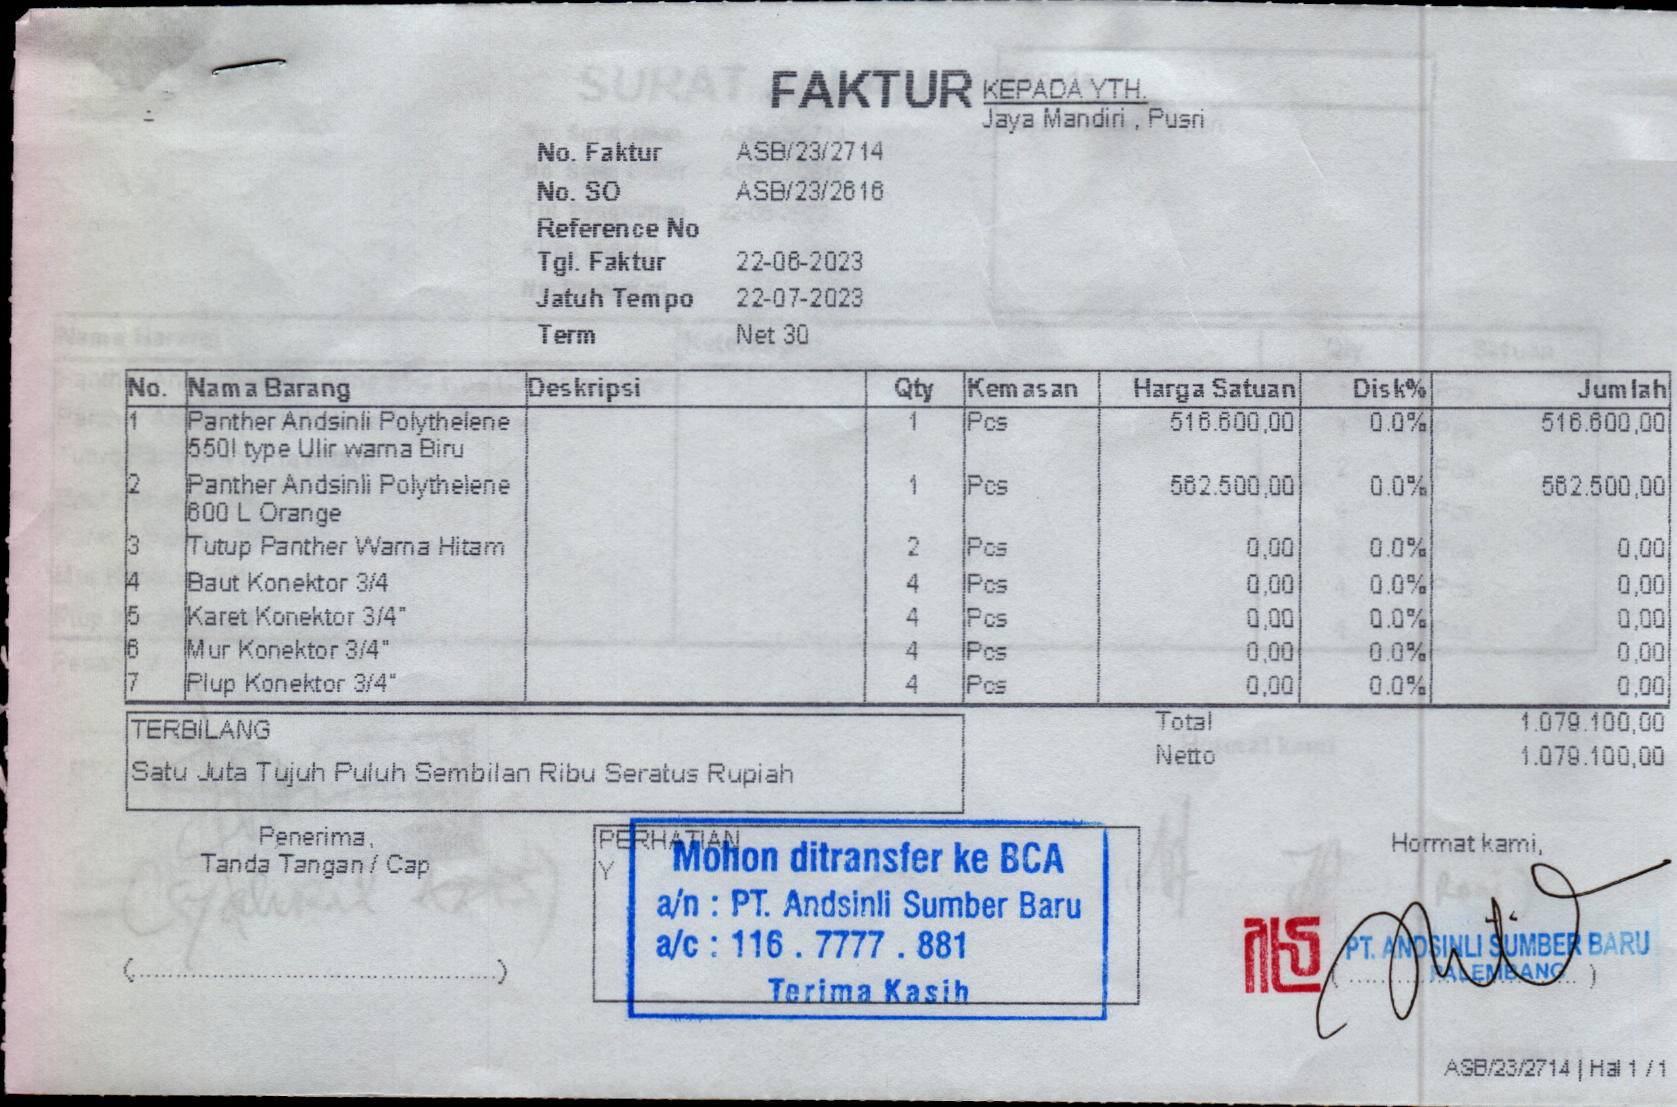 FAKTUR
KEPADA YTH.
Jaya Mandiri , Pusri
No. Faktur ASB/23/2714
No. SO ASB/23/2616
Reference No
Tgl. Faktur 22-06-2023
Jatuh Tempo 22-07-2023
Term Net 30
No. Nama Barang Deskripsi Qty Kemasan Harga Satuan Disk% Jumlah
1 Panther Andsinli Polythelene 1 Pcs 516.600,00 0.0% 516.600,00
550l type Ulir warna Biru
2 Panther Andsinli Polythelene 1 Pcs 562.500,00 0.0% 562.500,00
600 L Orange
3 Tutup Panther Warna Hitam 2 Pcs 0,00 0.0% 0,00
4 Baut Konektor 3/4 4 Pcs 0,00 0.0% 0,00
5 Karet Konektor 3/4" 4 Pcs 0,00 0.0% 0,00
6 Mur Konektor 3/4" 4 Pcs 0,00 0.0% 0,00
7 Plup Konektor 3/4" 4 Pcs 0,00 0.0% 0,00
Total 1.079.100,00
Netto 1.079.100,00
TERBILANG
Satu Juta Tujuh Puluh Sembilan Ribu Seratus Rupiah
Penerima,
Tanda Tangan / Cap
PERHATIAN
Y
Mohon ditransfer ke BCA
a/n : PT. Andsinli Sumber Baru
a/c : 116 . 7777 . 881
Terima Kasih
Hormat kami,
PT. ANDSINLI SUMBER BARU
PALEMBANG
ASB/23/2714 | Hal 1 / 1